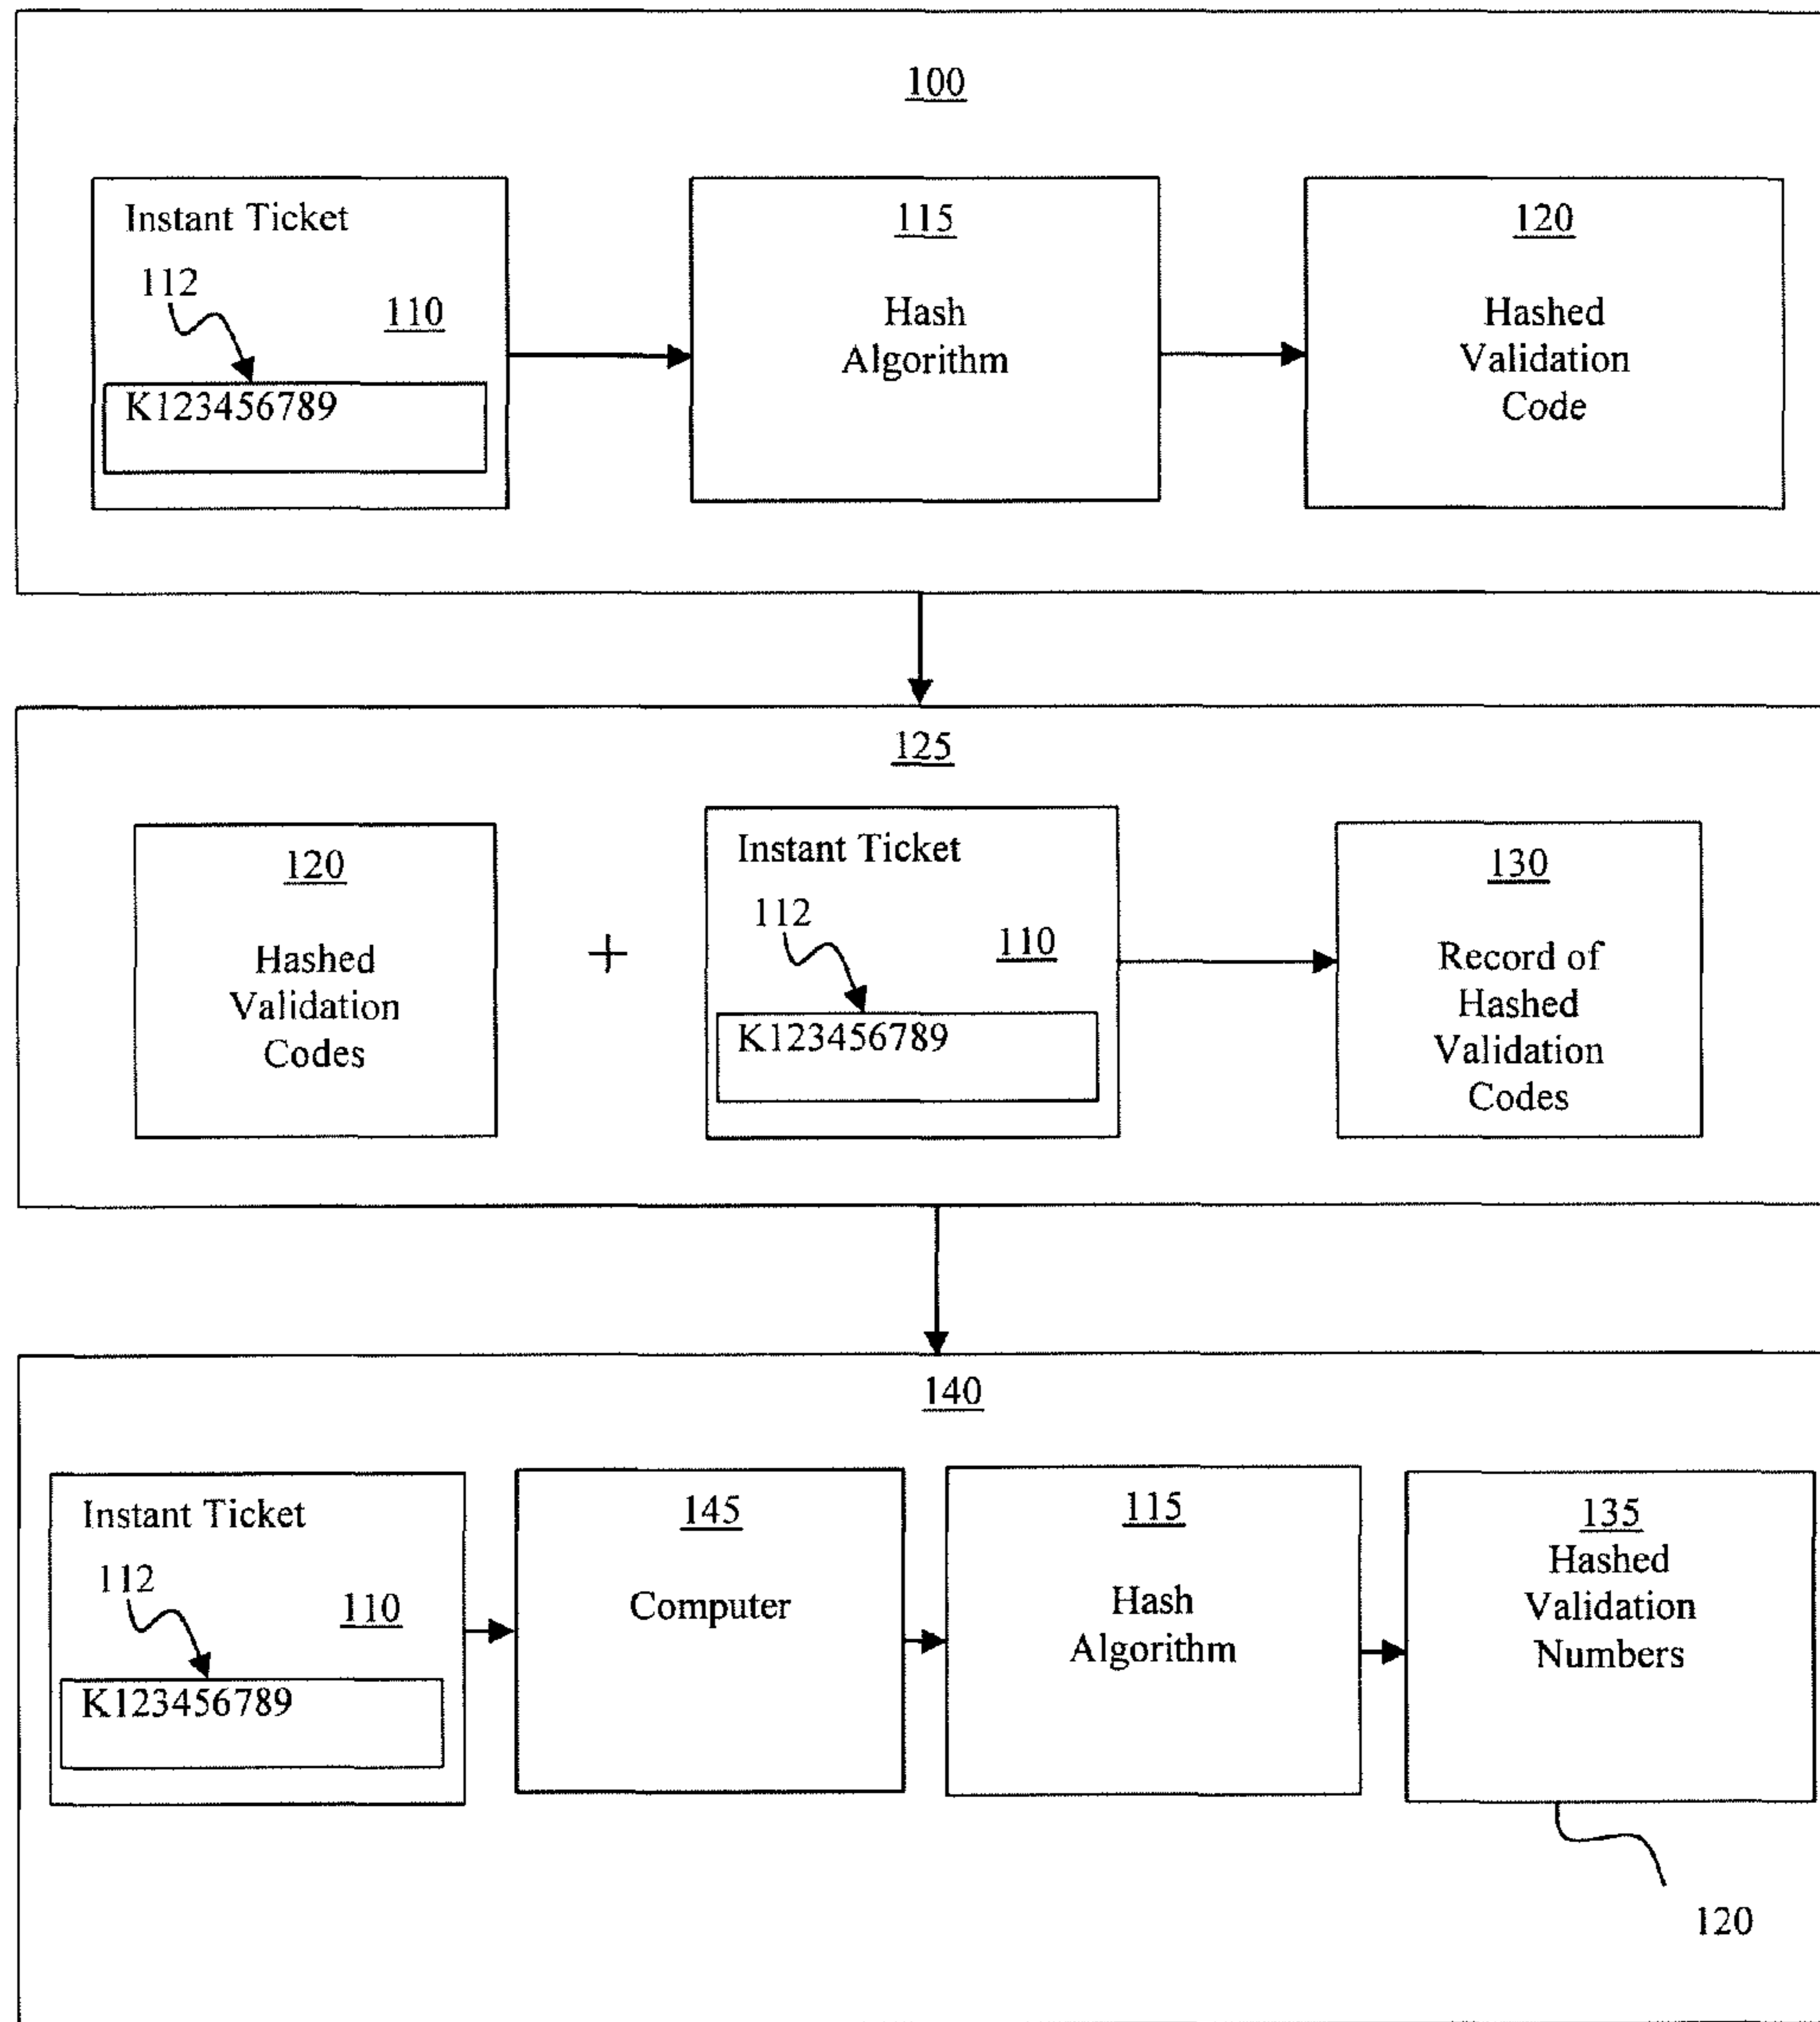 100
Instant Ticket
112
110
K123456789
115
Hash
Algorithm
120
Hashed
Validation
Code
125
120
Hashed
Validation
Codes
+
Instant Ticket
112
110
K123456789
130
Record of
Hashed
Validation
Codes
140
Instant Ticket
112
110
K123456789
145
Computer
115
Hash
Algorithm
135
Hashed
Validation
Numbers
120